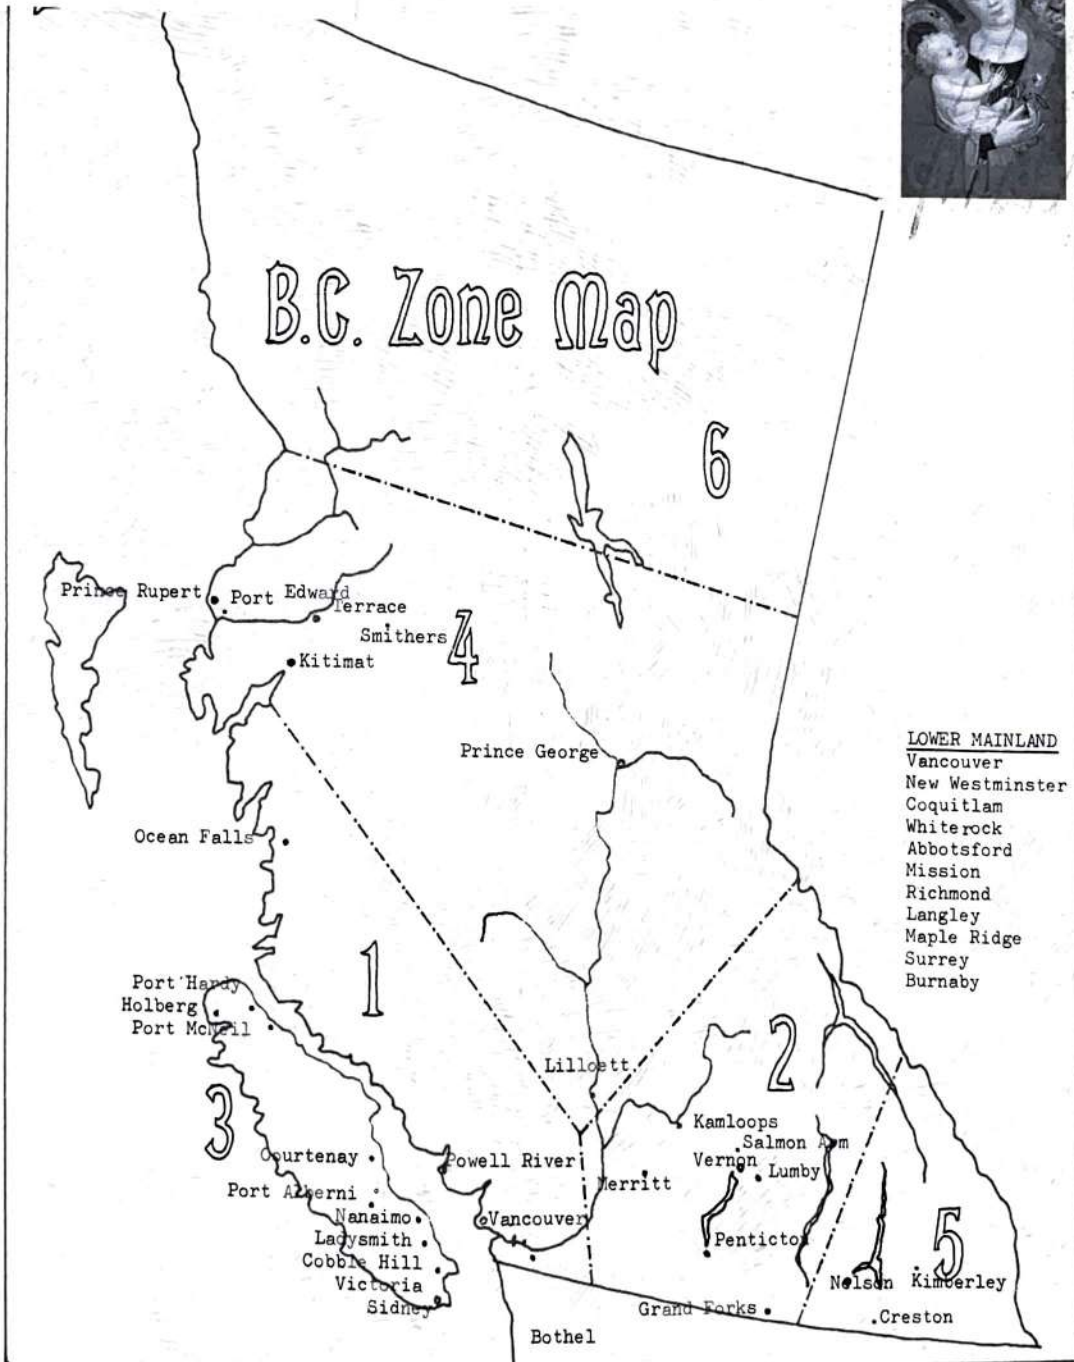 B.C. Zone Map
6
Prince Rupert
Port Edward
Terrace
Smithers
4
Kitimat
Prince George
LOWER MAINLAND
Vancouver
New Westminster
Coquitlam
Whiterock
Abbotsford
Mission
Richmond
Langley
Maple Ridge
Surrey
Burnaby
Ocean Falls
1
Port Hardy
Holberg
Port McNeil
2
Lilloett
3
Kamloops
Salmon Arm
Courtenay
Powell River
Vernon
Lumby
Merritt
Port Alberni
Nanaimo
Vancouver
Ladysmith
Penticton
5
Cobble Hill
Victoria
Nelson
Kimberley
Sidney
Grand Forks
Creston
Bothel